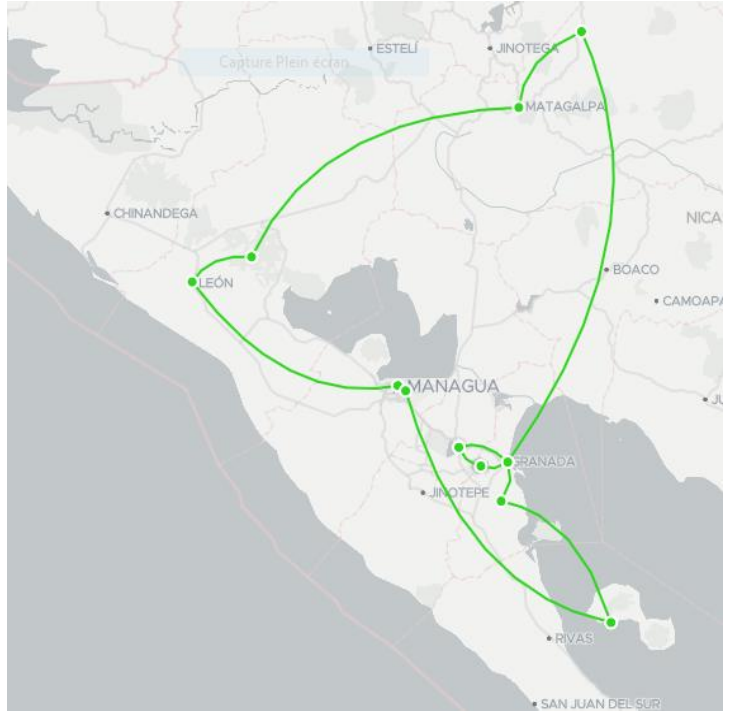 ESTELÍ
JINOTEGA
Capture Plein écran
MATAGALPA
CHINANDEGA
NICA
BOACO
LEÓN
CAMOAPA
MANAGUA
JU
GRANADA
JINOTEPE
RIVAS
SAN JUAN DEL SUR